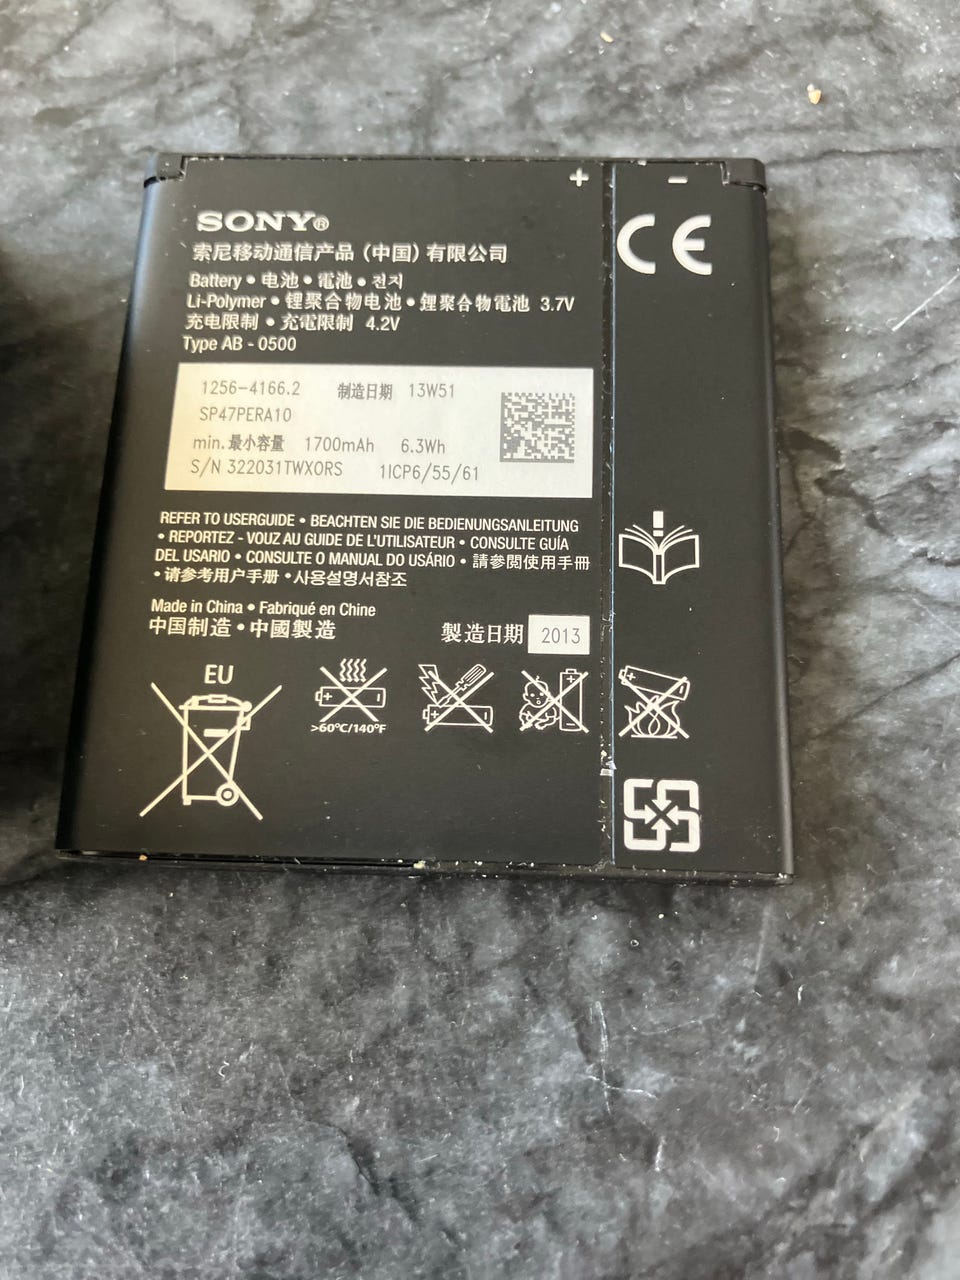 + -
SONY®
CE
索尼移动通信产品（中国）有限公司
Battery • 电池 • 電池 • 전지
Li-Polymer • 锂聚合物电池 • 鋰聚合物電池 3.7V
充电限制 • 充電限制 4.2V
Type AB - 0500
1256-4166.2 制造日期 13W51
SP47PERA10
min. 最小容量 1700mAh 6.3Wh
S/N 322031TWXORS 1ICP6/55/61
REFER TO USERGUIDE • BEACHTEN SIE DIE BEDIENUNGSANLEITUNG
• REPORTEZ - VOUZ AU GUIDE DE L'UTILISATEUR • CONSULTE GUÍA
DEL USARIO • CONSULTE O MANUAL DO USÁRIO • 請參閱使用手冊
• 请参考用户手册 • 사용설명서참조
Made in China • Fabriqué en Chine
中国制造 • 中國製造 製造日期 2013
EU
>60°C/140°F